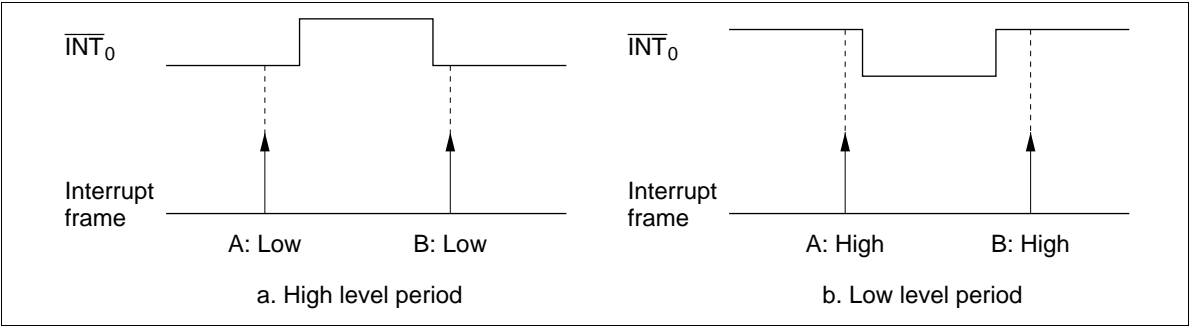 INT0
Interrupt
frame
A: Low
B: Low
a. High level period
INT0
Interrupt
frame
A: High
B: High
b. Low level period